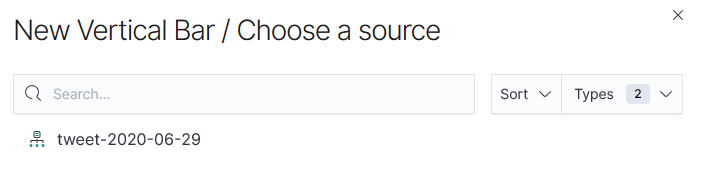 New Vertical Bar / Choose a source
Search...
Sort
Types 2
tweet-2020-06-29